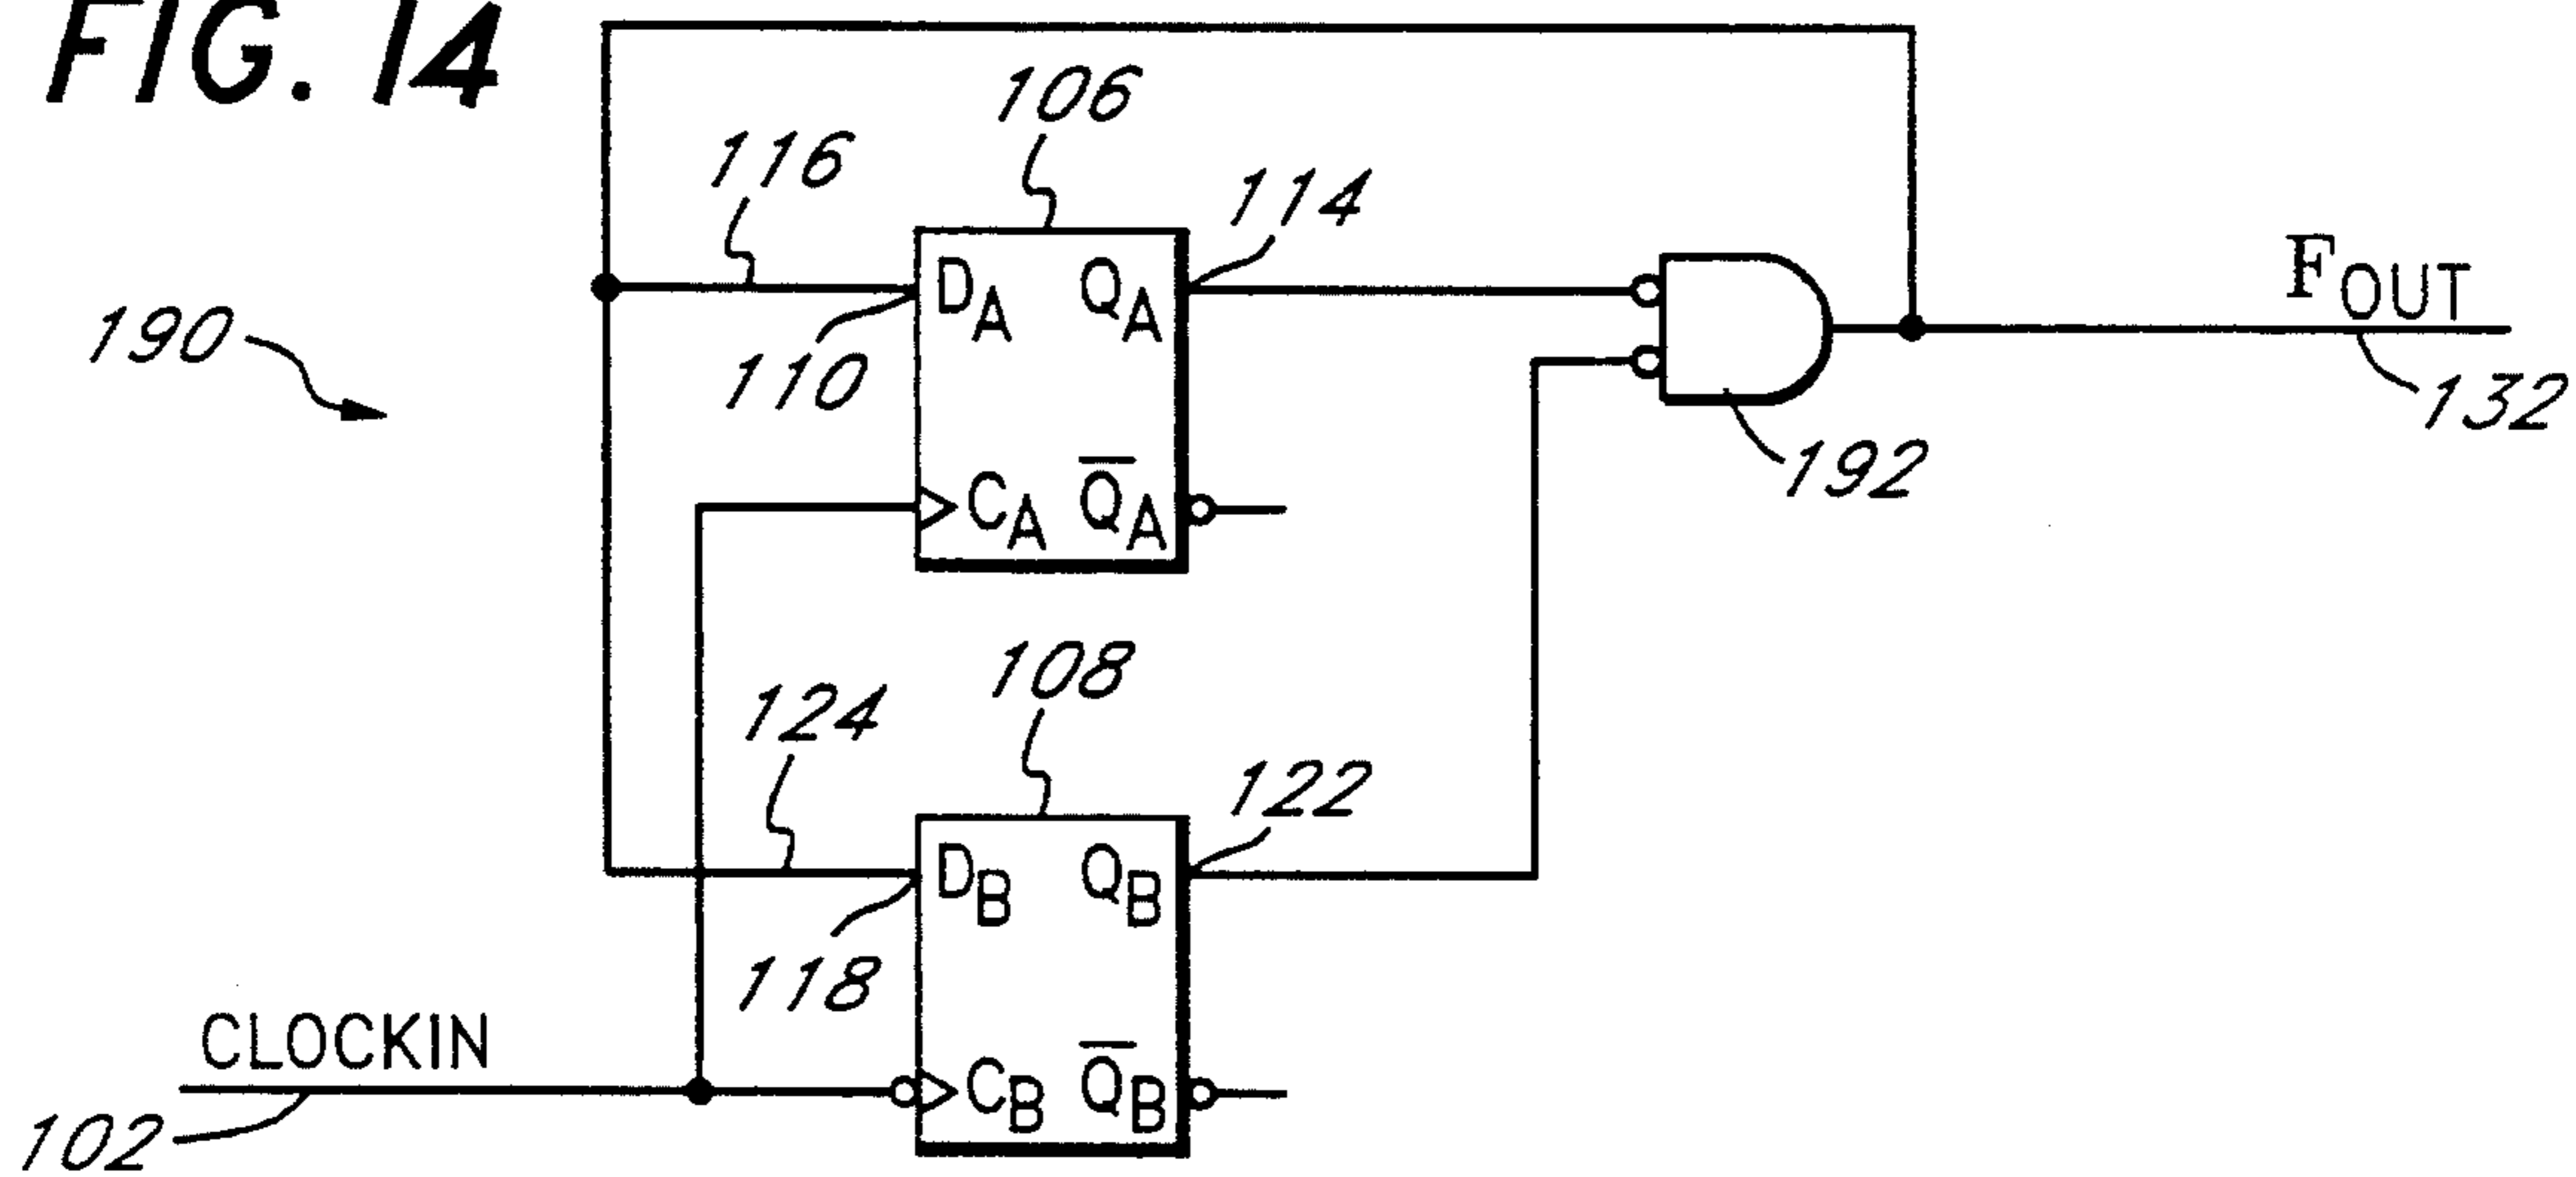 FIG. 14
106
116
114
190
D_A Q_A
F_OUT
110
132
C_A Q̅_A
192
108
124
122
D_B Q_B
118
CLOCKIN
C_B Q̅_B
102